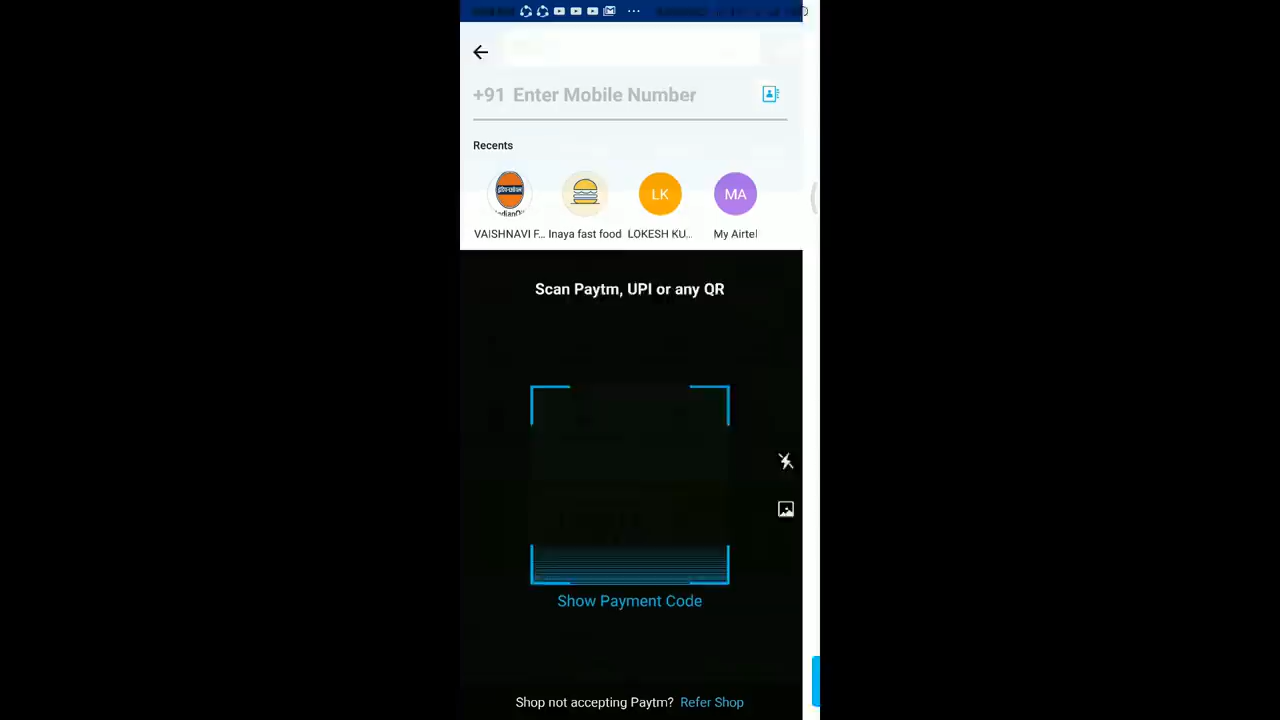 +91 Enter Mobile Number
Recents
LK
MA
VAISHNAVI F... Inaya fast food LOKESH KU... My Airtel
Scan Paytm, UPI or any QR
Show Payment Code
Shop not accepting Paytm? Refer Shop